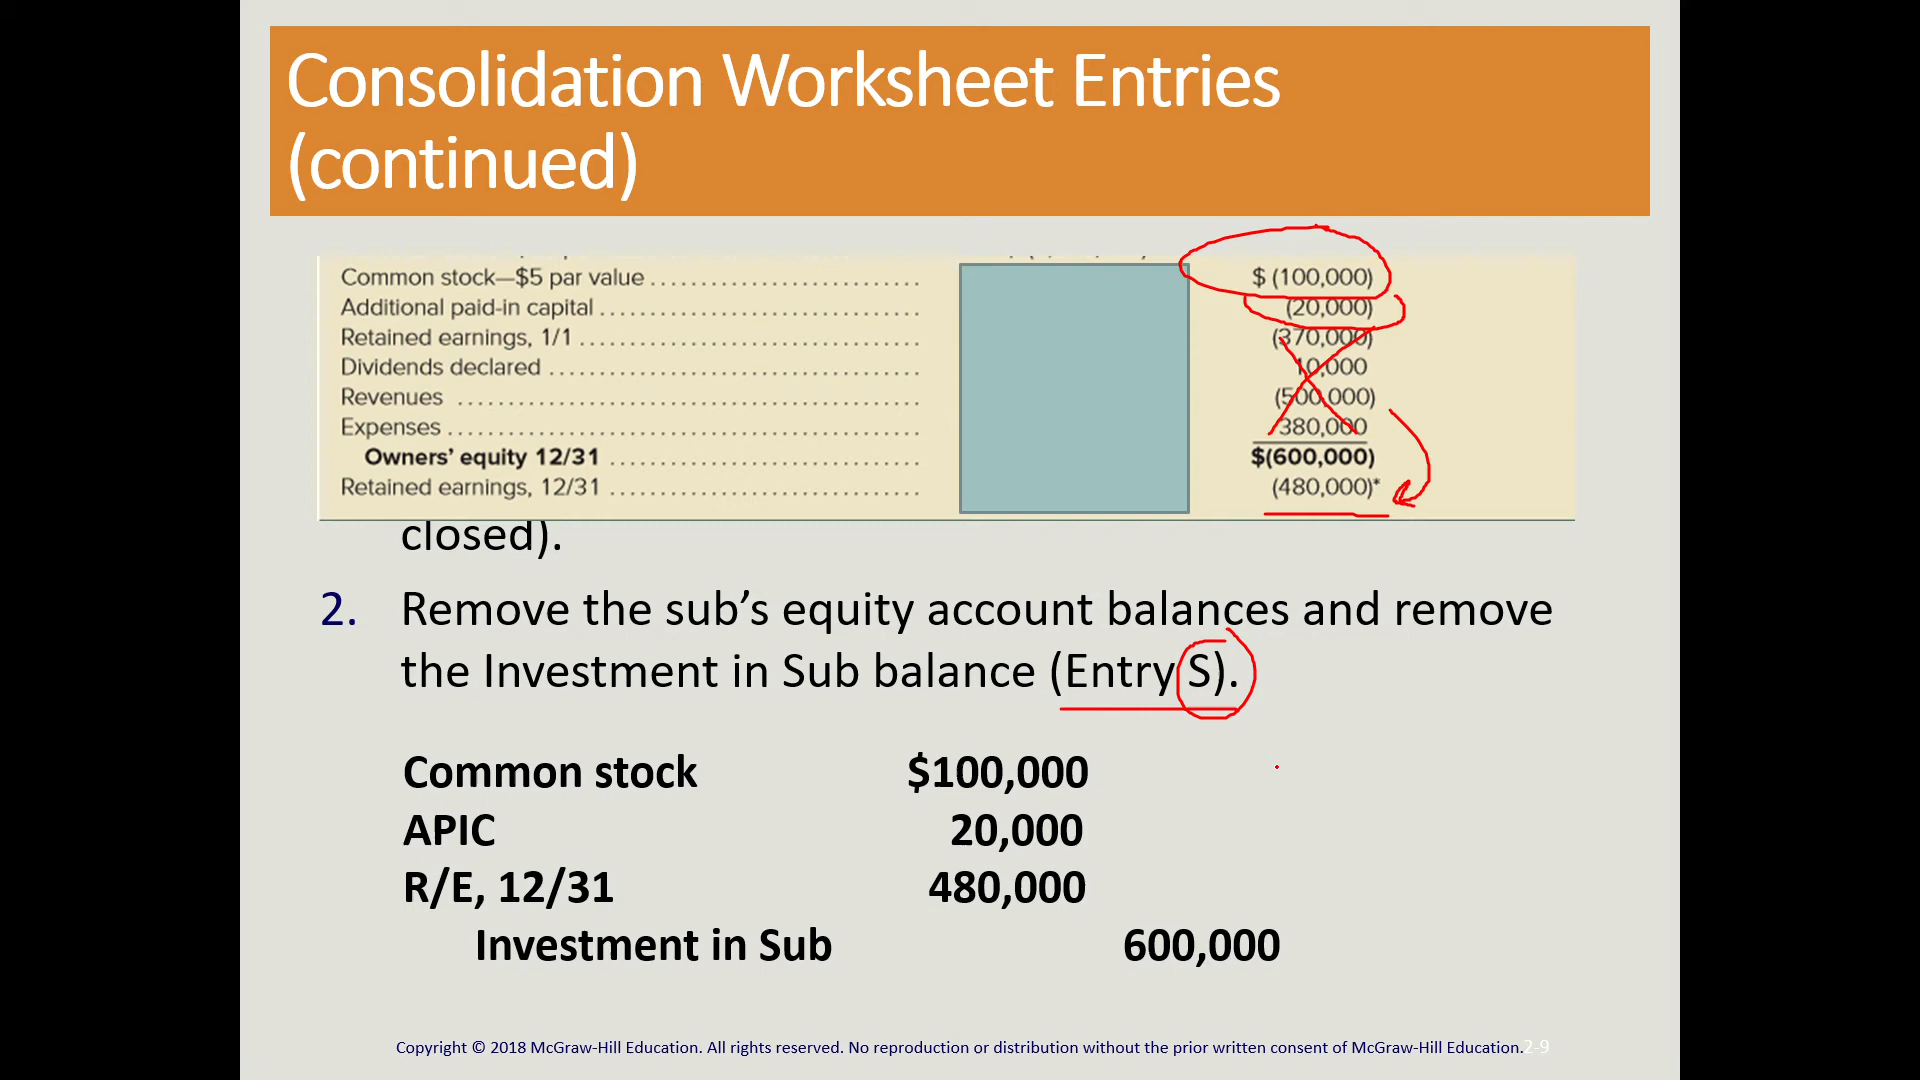 Consolidation Worksheet Entries
(continued)
Common stock—$5 par value .......................... $ (100,000)
Additional paid-in capital ....................... (20,000)
Retained earnings, 1/1 ................................. (370,000)
Dividends declared .................................... 10,000
Revenues ............................................. (500,000)
Expenses .............................................. 380,000
Owners’ equity 12/31 .............................. $(600,000)
Retained earnings, 12/31 .............................. (480,000)*
closed).
2. Remove the sub’s equity account balances and remove
the Investment in Sub balance (Entry S).
Common stock $100,000
APIC 20,000
R/E, 12/31 480,000
Investment in Sub 600,000
Copyright © 2018 McGraw-Hill Education. All rights reserved. No reproduction or distribution without the prior written consent of McGraw-Hill Education. 2-9